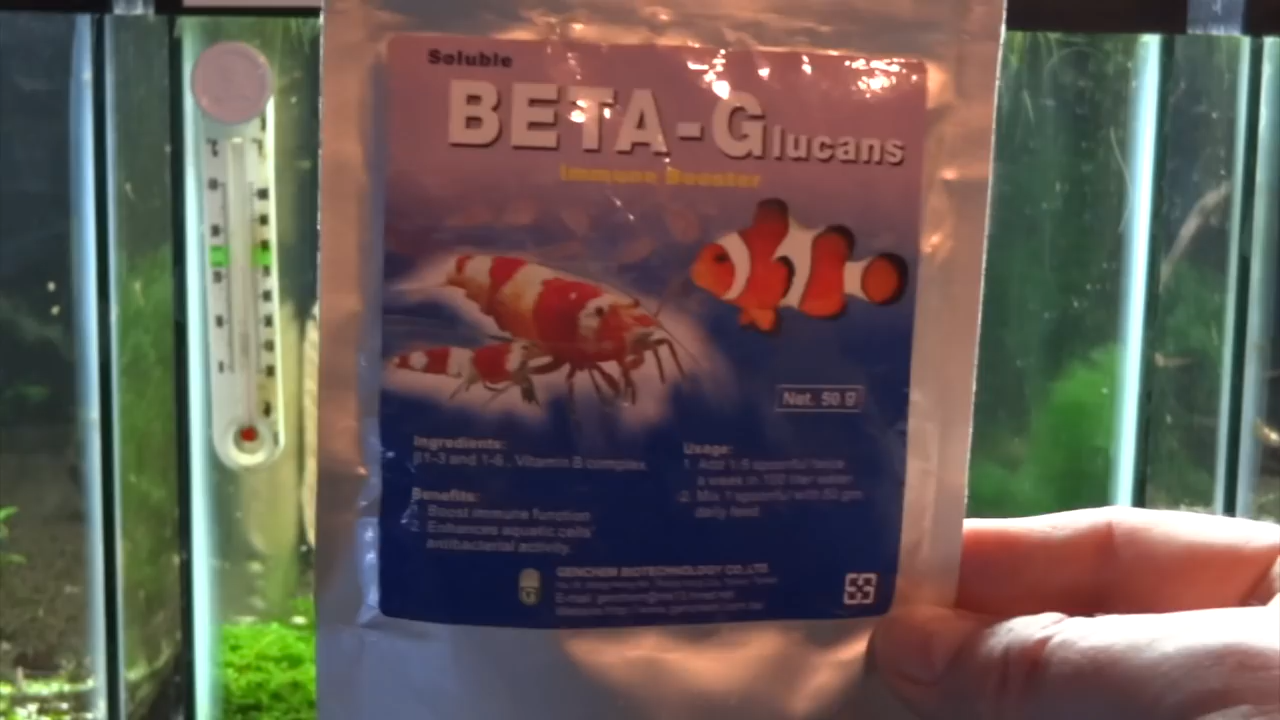 Soluble
BETA-Glucans
Immune Booster
Net. 50 g
Ingredients:
β1-3 and 1-6 , Vitamin B complex
Benefits:
1. Boost immune function
2. Enhances aquatic cells'
antibacterial activity.
Usage:
1. Add 1.5 spoonful twice
a week in 100 liter water
2. Mix 1 spoonful with 50 gm
daily feed
GENCHEM BIOTECHNOLOGY CO.,LTD.
E-mail: